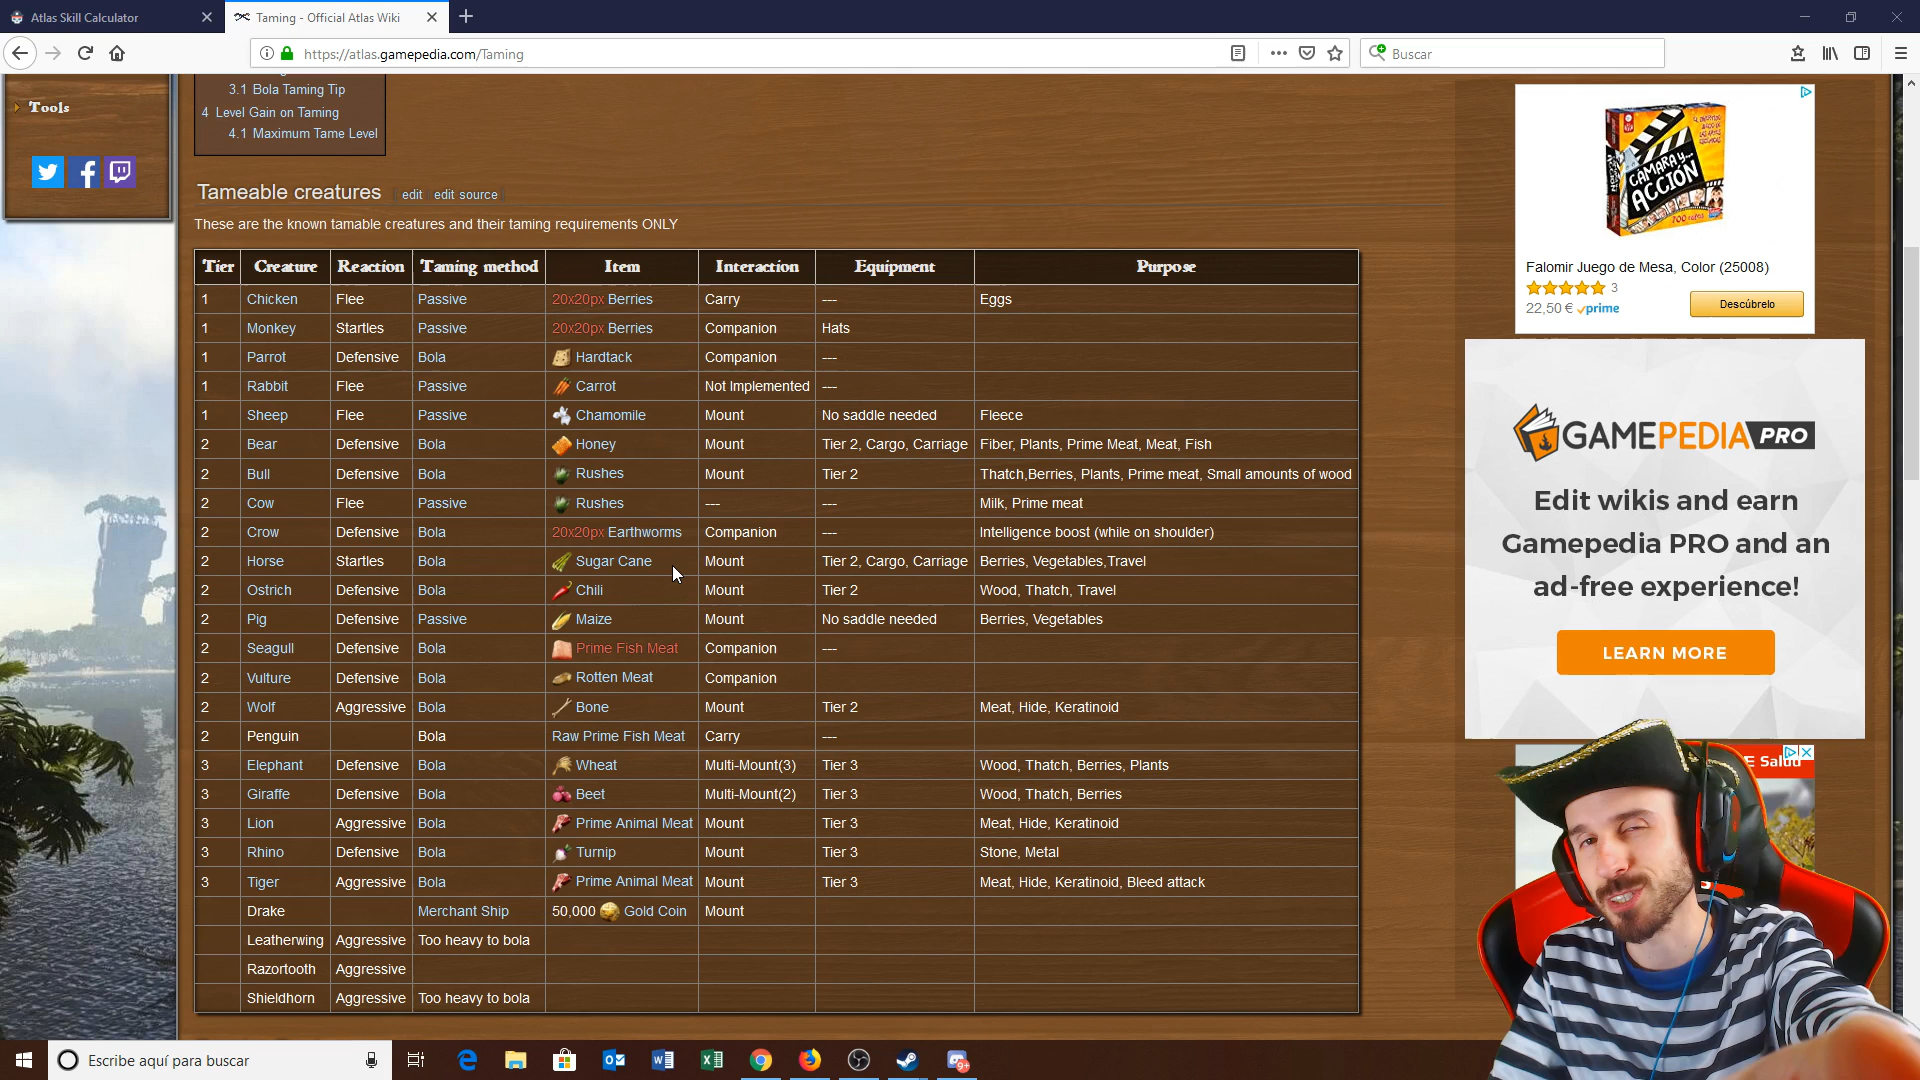 Atlas Skill Calculator
Taming - Official Atlas Wiki
https://atlas.gamepedia.com/Taming
Buscar
Tools
3.1 Bola Taming Tip
4 Level Gain on Taming
4.1 Maximum Tame Level
Tameable creatures edit edit source
These are the known tamable creatures and their taming requirements ONLY
Tier Creature Reaction Taming method Item Interaction Equipment Purpose
1 Chicken Flee Passive 20x20px Berries Carry --- Eggs
1 Monkey Startles Passive 20x20px Berries Companion Hats
1 Parrot Defensive Bola Hardtack Companion ---
1 Rabbit Flee Passive Carrot Not Implemented ---
1 Sheep Flee Passive Chamomile Mount No saddle needed Fleece
2 Bear Defensive Bola Honey Mount Tier 2, Cargo, Carriage Fiber, Plants, Prime Meat, Meat, Fish
2 Bull Defensive Bola Rushes Mount Tier 2 Thatch,Berries, Plants, Prime meat, Small amounts of wood
2 Cow Flee Passive Rushes --- --- Milk, Prime meat
2 Crow Defensive Bola 20x20px Earthworms Companion --- Intelligence boost (while on shoulder)
2 Horse Startles Bola Sugar Cane Mount Tier 2, Cargo, Carriage Berries, Vegetables,Travel
2 Ostrich Defensive Bola Chili Mount Tier 2 Wood, Thatch, Travel
2 Pig Defensive Passive Maize Mount No saddle needed Berries, Vegetables
2 Seagull Defensive Bola Prime Fish Meat Companion ---
2 Vulture Defensive Bola Rotten Meat Companion
2 Wolf Aggressive Bola Bone Mount Tier 2 Meat, Hide, Keratinoid
2 Penguin Bola Raw Prime Fish Meat Carry ---
3 Elephant Defensive Bola Wheat Multi-Mount(3) Tier 3 Wood, Thatch, Berries, Plants
3 Giraffe Defensive Bola Beet Multi-Mount(2) Tier 3 Wood, Thatch, Berries
3 Lion Aggressive Bola Prime Animal Meat Mount Tier 3 Meat, Hide, Keratinoid
3 Rhino Defensive Bola Turnip Mount Tier 3 Stone, Metal
3 Tiger Aggressive Bola Prime Animal Meat Mount Tier 3 Meat, Hide, Keratinoid, Bleed attack
Drake Merchant Ship 50,000 Gold Coin Mount
Leatherwing Aggressive Too heavy to bola
Razortooth Aggressive
Shieldhorn Aggressive Too heavy to bola
CÁMARA y...
ACCIÓN
Falomir Juego de Mesa, Color (25008)
3
22,50 € prime
Descúbrelo
GAMEPEDIA PRO
Edit wikis and earn
Gamepedia PRO and an
ad-free experience!
LEARN MORE
E Salud
Escribe aquí para buscar
9+